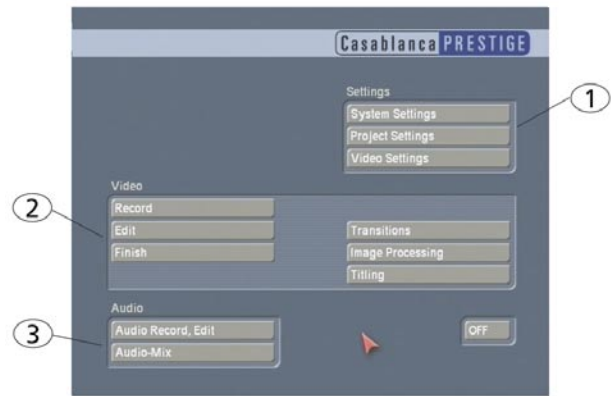 Casablanca PRESTIGE
Settings
1
System Settings
Project Settings
Video Settings
Video
2
Record
Edit
Finish
Transitions
Image Processing
Titling
Audio
3
Audio Record, Edit
Audio-Mix
OFF